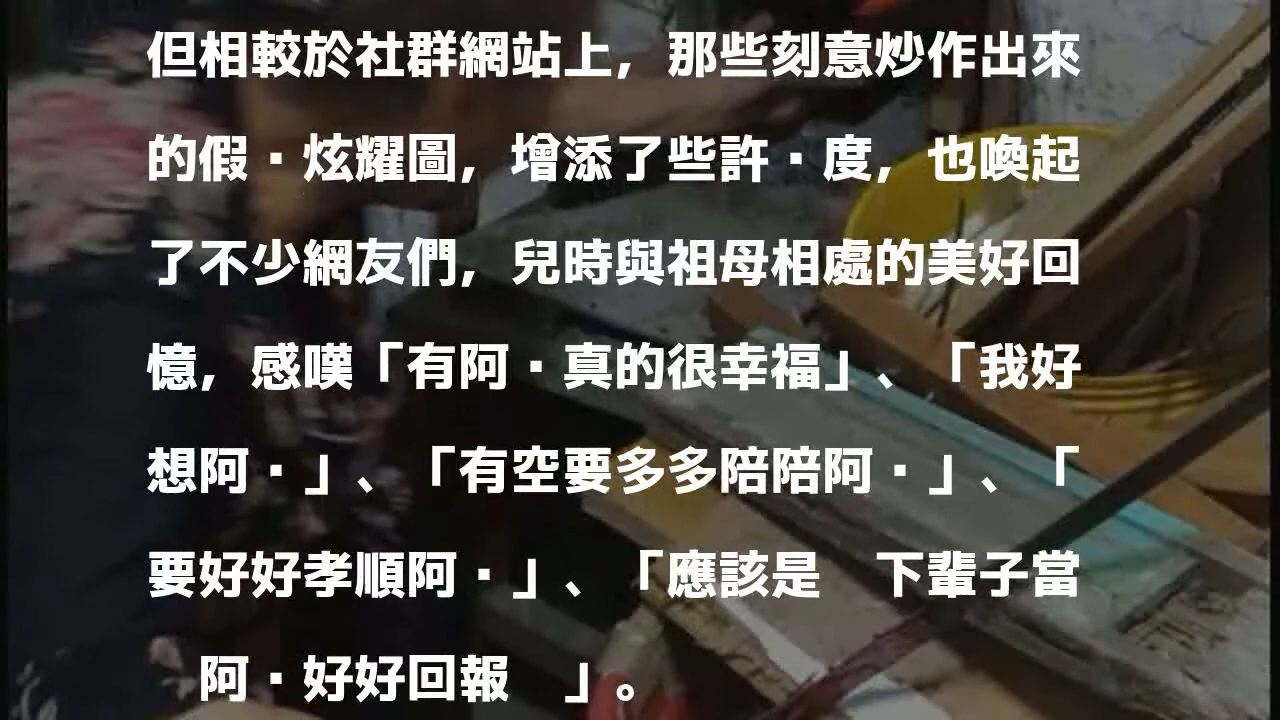 但相較於社群網站上，那些刻意炒作出來
的假·炫耀圖，增添了些許·度，也喚起
了不少網友們，兒時與祖母相處的美好回
憶，感嘆「有阿·真的很幸福」、「我好
想阿·」、「有空要多多陪陪阿·」、「
要好好孝順阿·」、「應該是　下輩子當
　阿·好好回報　」。